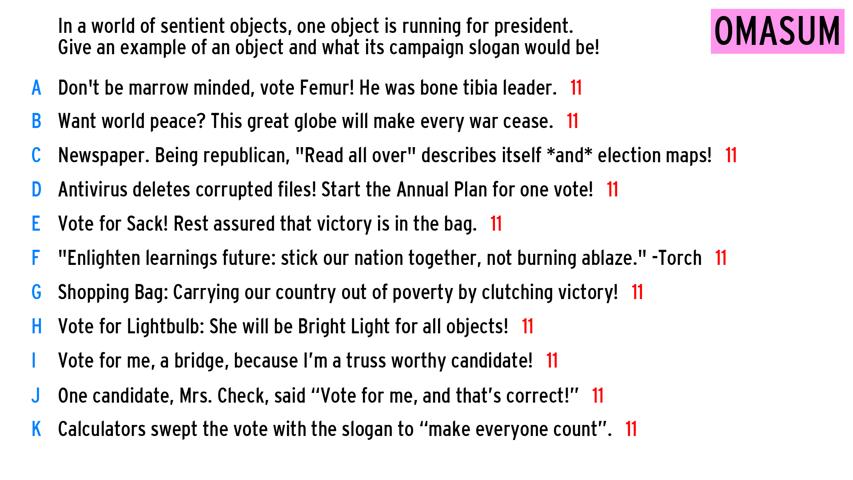 In a world of sentient objects, one object is running for president.
Give an example of an object and what its campaign slogan would be!
OMASUM
A Don't be marrow minded, vote Femur! He was bone tibia leader. 11
B Want world peace? This great globe will make every war cease. 11
C Newspaper. Being republican, "Read all over" describes itself *and* election maps! 11
D Antivirus deletes corrupted files! Start the Annual Plan for one vote! 11
E Vote for Sack! Rest assured that victory is in the bag. 11
F "Enlighten learnings future: stick our nation together, not burning ablaze." -Torch 11
G Shopping Bag: Carrying our country out of poverty by clutching victory! 11
H Vote for Lightbulb: She will be Bright Light for all objects! 11
I Vote for me, a bridge, because I’m a truss worthy candidate! 11
J One candidate, Mrs. Check, said “Vote for me, and that’s correct!” 11
K Calculators swept the vote with the slogan to “make everyone count”. 11